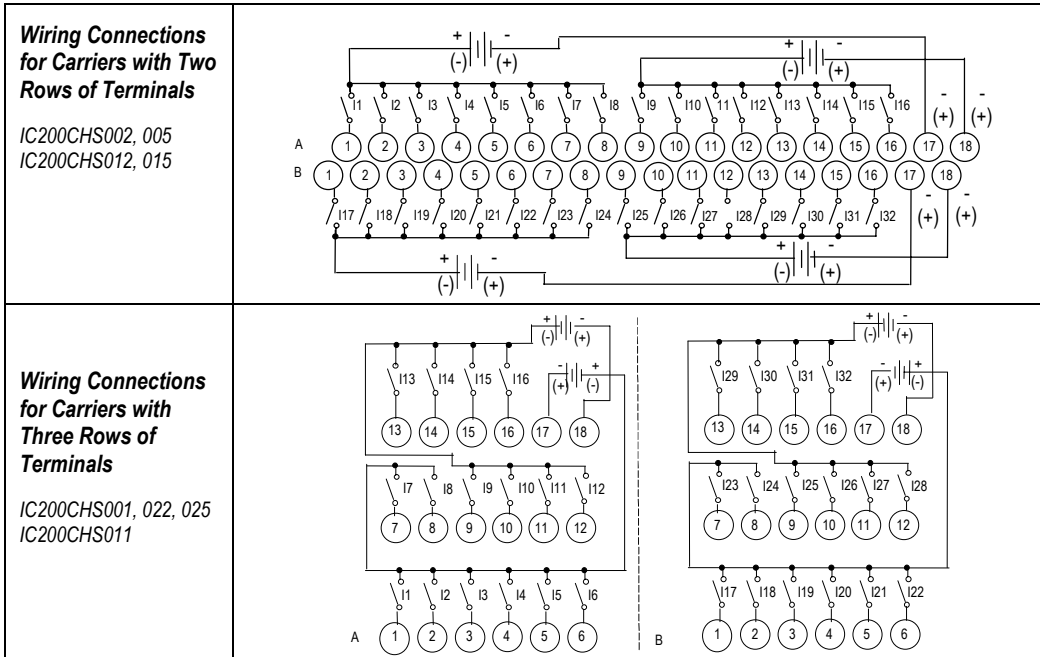 Wiring Connections
for Carriers with Two
Rows of Terminals
IC200CHS002, 005
IC200CHS012, 015
+ - + -
(-) (+) (-) (+)
I1 I2 I3 I4 I5 I6 I7 I8 I9 I10 I11 I12 I13 I14 I15 I16 - (+) - (+)
A 1 2 3 4 5 6 7 8 9 10 11 12 13 14 15 16 17 18
B 1 2 3 4 5 6 7 8 9 10 11 12 13 14 15 16 17 18
I17 I18 I19 I20 I21 I22 I23 I24 I25 I26 I27 I28 I29 I30 I31 I32 - (+) - (+)
+ - + -
(-) (+) (-) (+)
Wiring Connections
for Carriers with
Three Rows of
Terminals
IC200CHS001, 022, 025
IC200CHS011
+ -
(-) (+)
I13 I14 I15 I16 - +
(+) (-)
13 14 15 16 17 18
I7 I8 I9 I10 I11 I12
7 8 9 10 11 12
I1 I2 I3 I4 I5 I6
A 1 2 3 4 5 6
+ -
(-) (+)
I29 I30 I31 I32 - +
(+) (-)
13 14 15 16 17 18
I23 I24 I25 I26 I27 I28
7 8 9 10 11 12
I17 I18 I19 I20 I21 I22
B 1 2 3 4 5 6